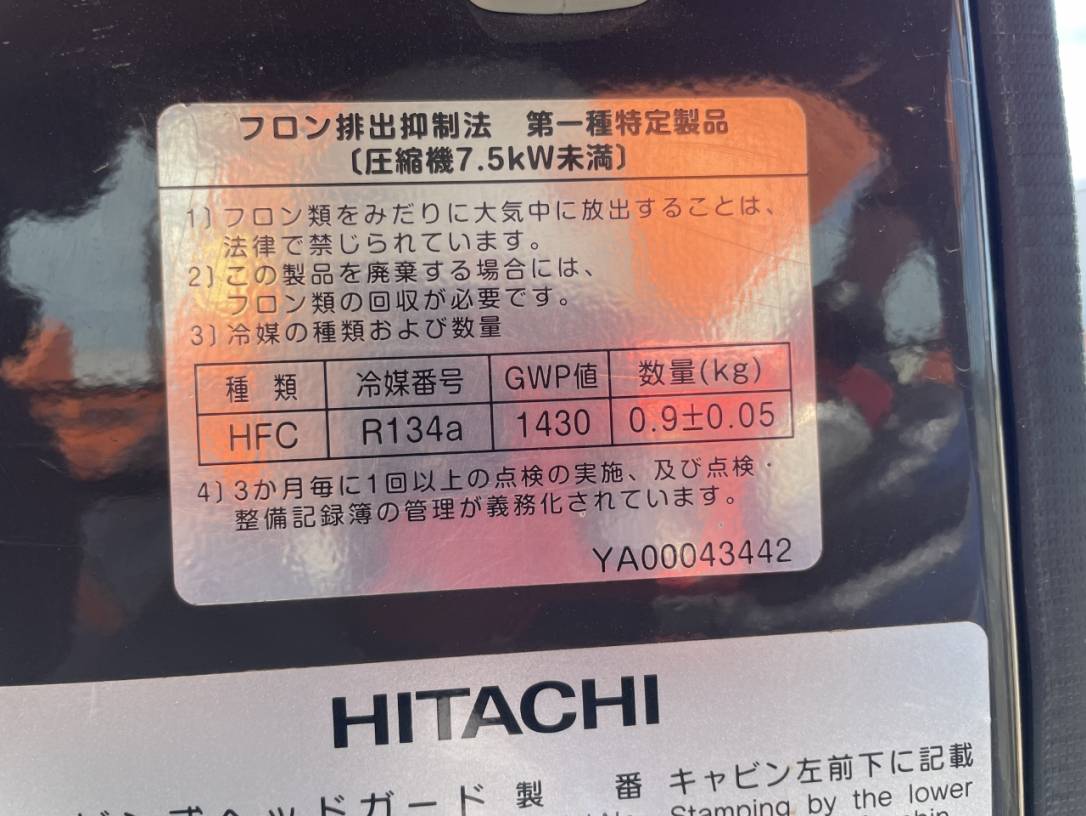 フロン排出抑制法　第一種特定製品
〔圧縮機7.5kW未満〕
1）フロン類をみだりに大気中に放出することは、
法律で禁じられています。
2）この製品を廃棄する場合には、
フロン類の回収が必要です。
3）冷媒の種類および数量
種 類 冷媒番号 GWP値 数量(kg)
HFC R134a 1430 0.9±0.05
4）3か月毎に1回以上の点検の実施、及び点検・
整備記録簿の管理が義務化されています。
YA00043442
HITACHI
ヘッドガード 製 番 キャビン左前下に記載
Stamping by the lower